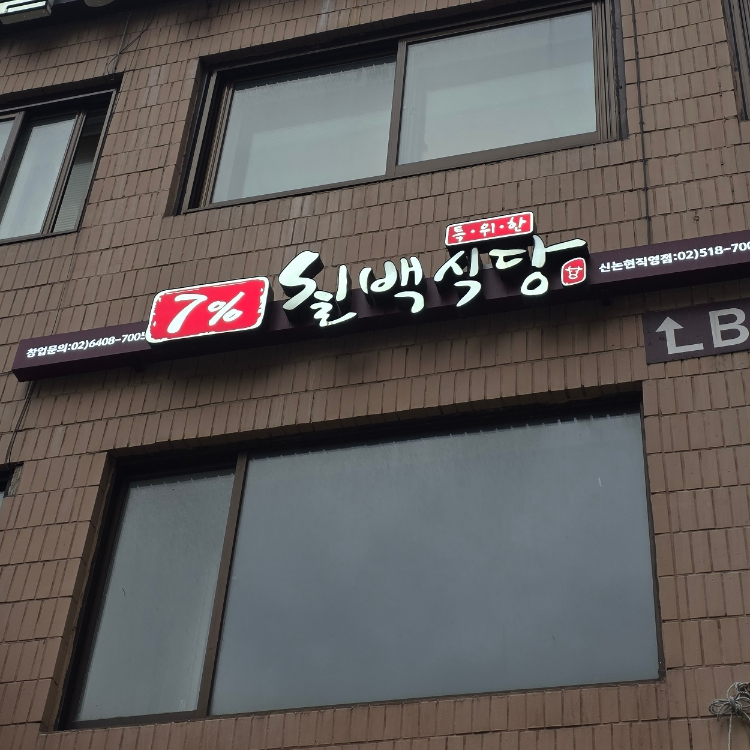 특·위·한
7% 칠백식당
창업문의:02)6408-7005
신논현직영점:02)518-700
B